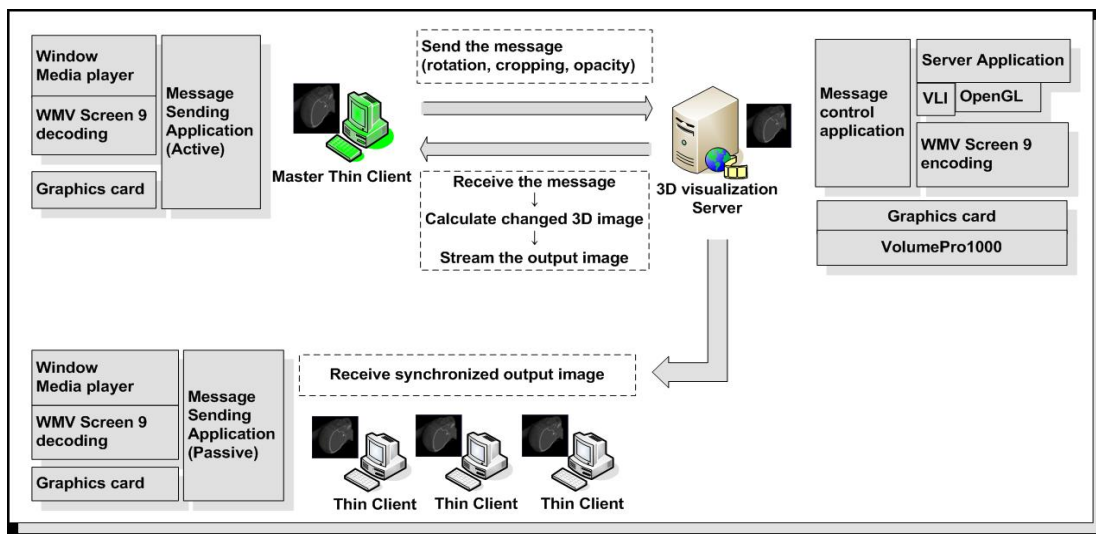 Window
Media player
WMV Screen 9
decoding
Graphics card
Message
Sending
Application
(Active)
Master Thin Client
Send the message
(rotation, cropping, opacity)
Receive the message
↓
Calculate changed 3D image
↓
Stream the output image
3D visualization
Server
Message
control
application
Server Application
VLI
OpenGL
WMV Screen 9
encoding
Graphics card
VolumePro1000
Window
Media player
WMV Screen 9
decoding
Graphics card
Message
Sending
Application
(Passive)
Receive synchronized output image
Thin Client
Thin Client
Thin Client